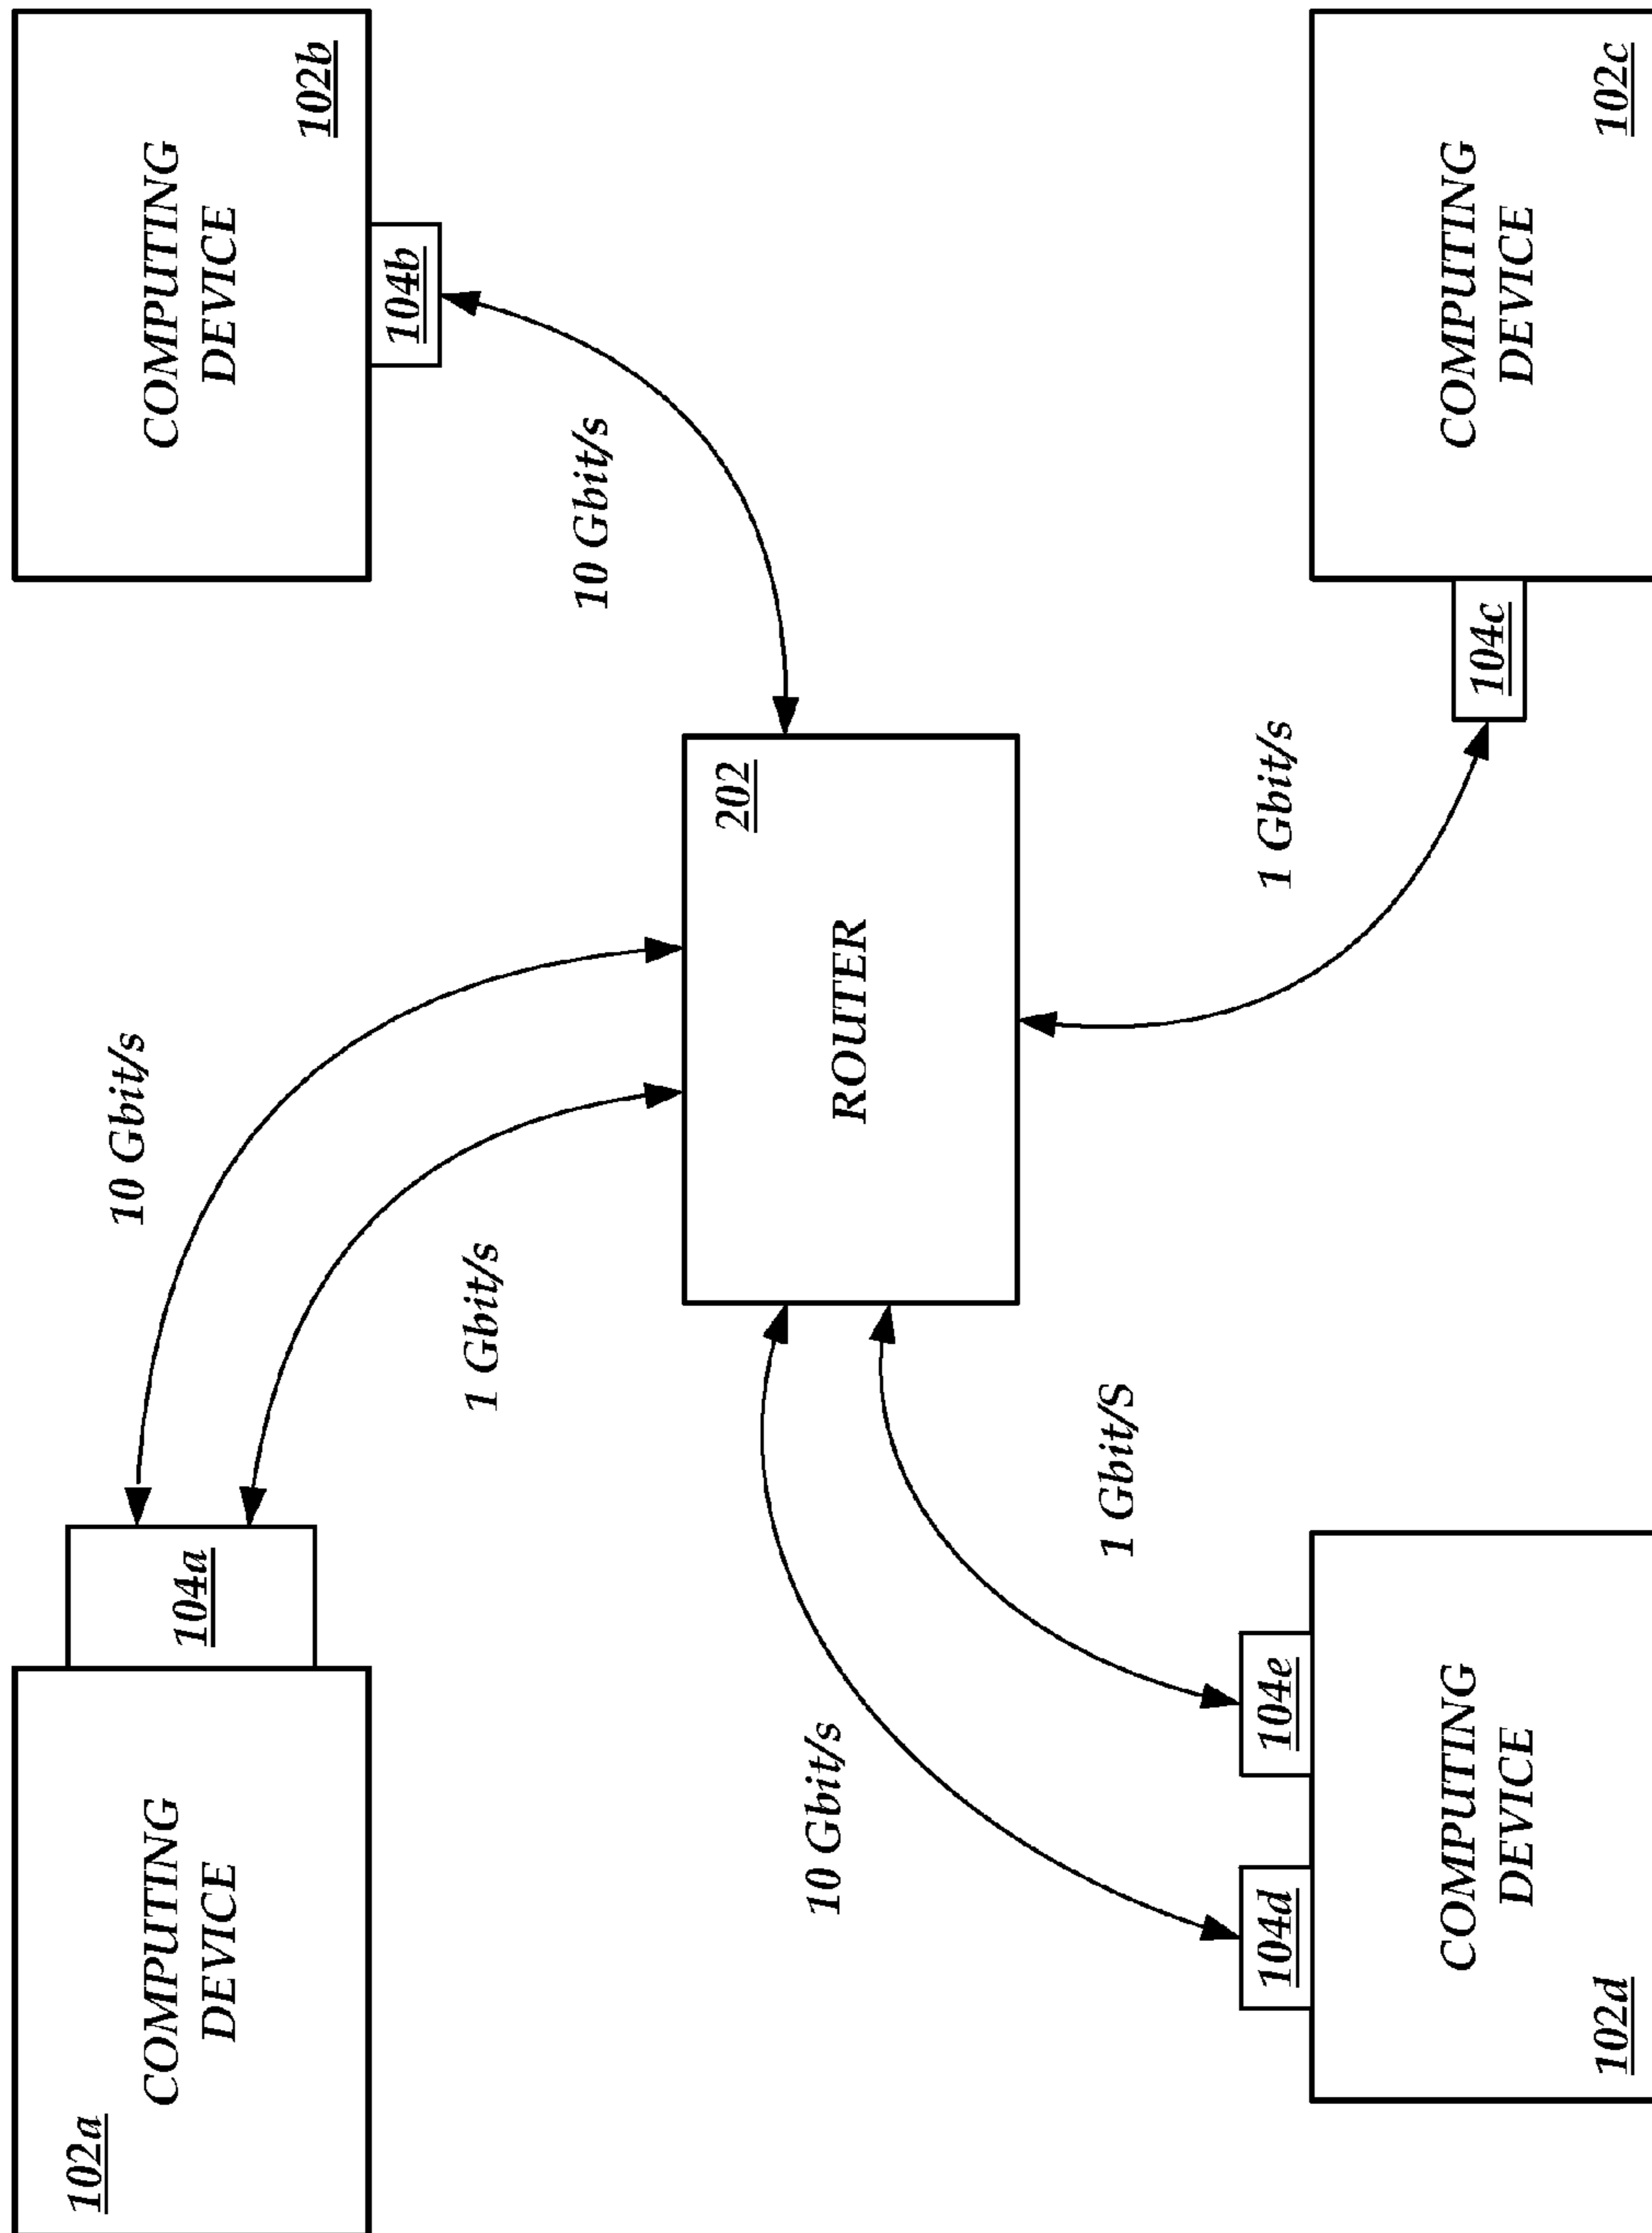 102a
COMPUTING
DEVICE
104a
10 Gbit/s
1 Gbit/s
COMPUTING
DEVICE
102b
104b
10 Gbit/s
202
ROUTER
10 Gbit/s
1 Gbit/S
1 Gbit/s
104d
104e
COMPUTING
DEVICE
102d
104c
COMPUTING
DEVICE
102c